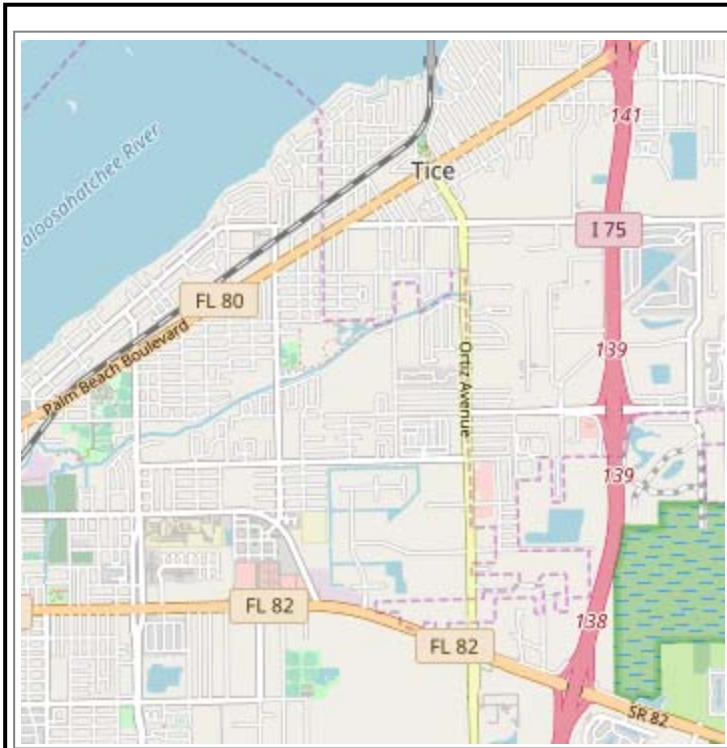 141
aloosahatchee River
Tice
I 75
FL 80
Palm Beach Boulevard
139
Ortiz Avenue
139
FL 82
138
FL 82
SR 82